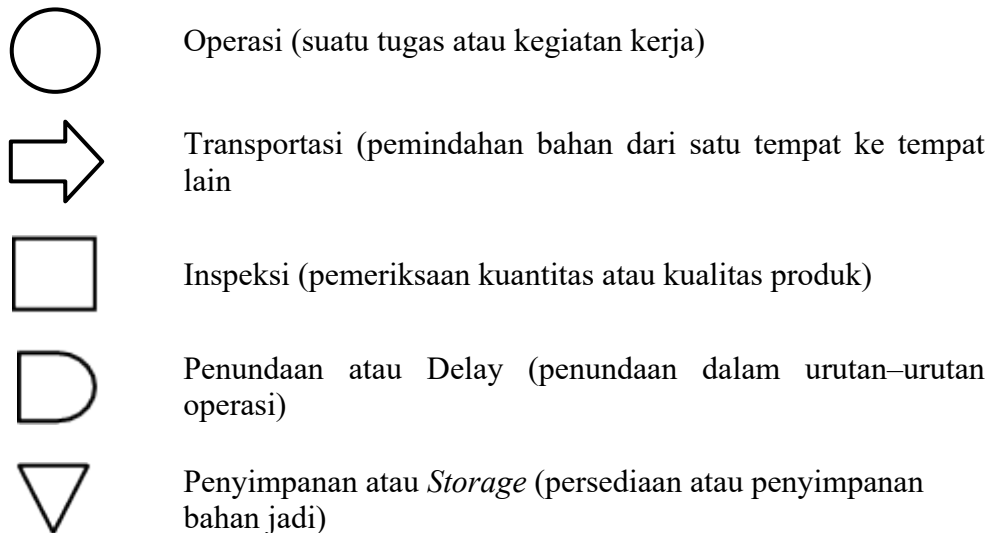 Operasi (suatu tugas atau kegiatan kerja)
Transportasi (pemindahan bahan dari satu tempat ke tempat
lain
Inspeksi (pemeriksaan kuantitas atau kualitas produk)
Penundaan atau Delay (penundaan dalam urutan–urutan
operasi)
Penyimpanan atau Storage (persediaan atau penyimpanan
bahan jadi)